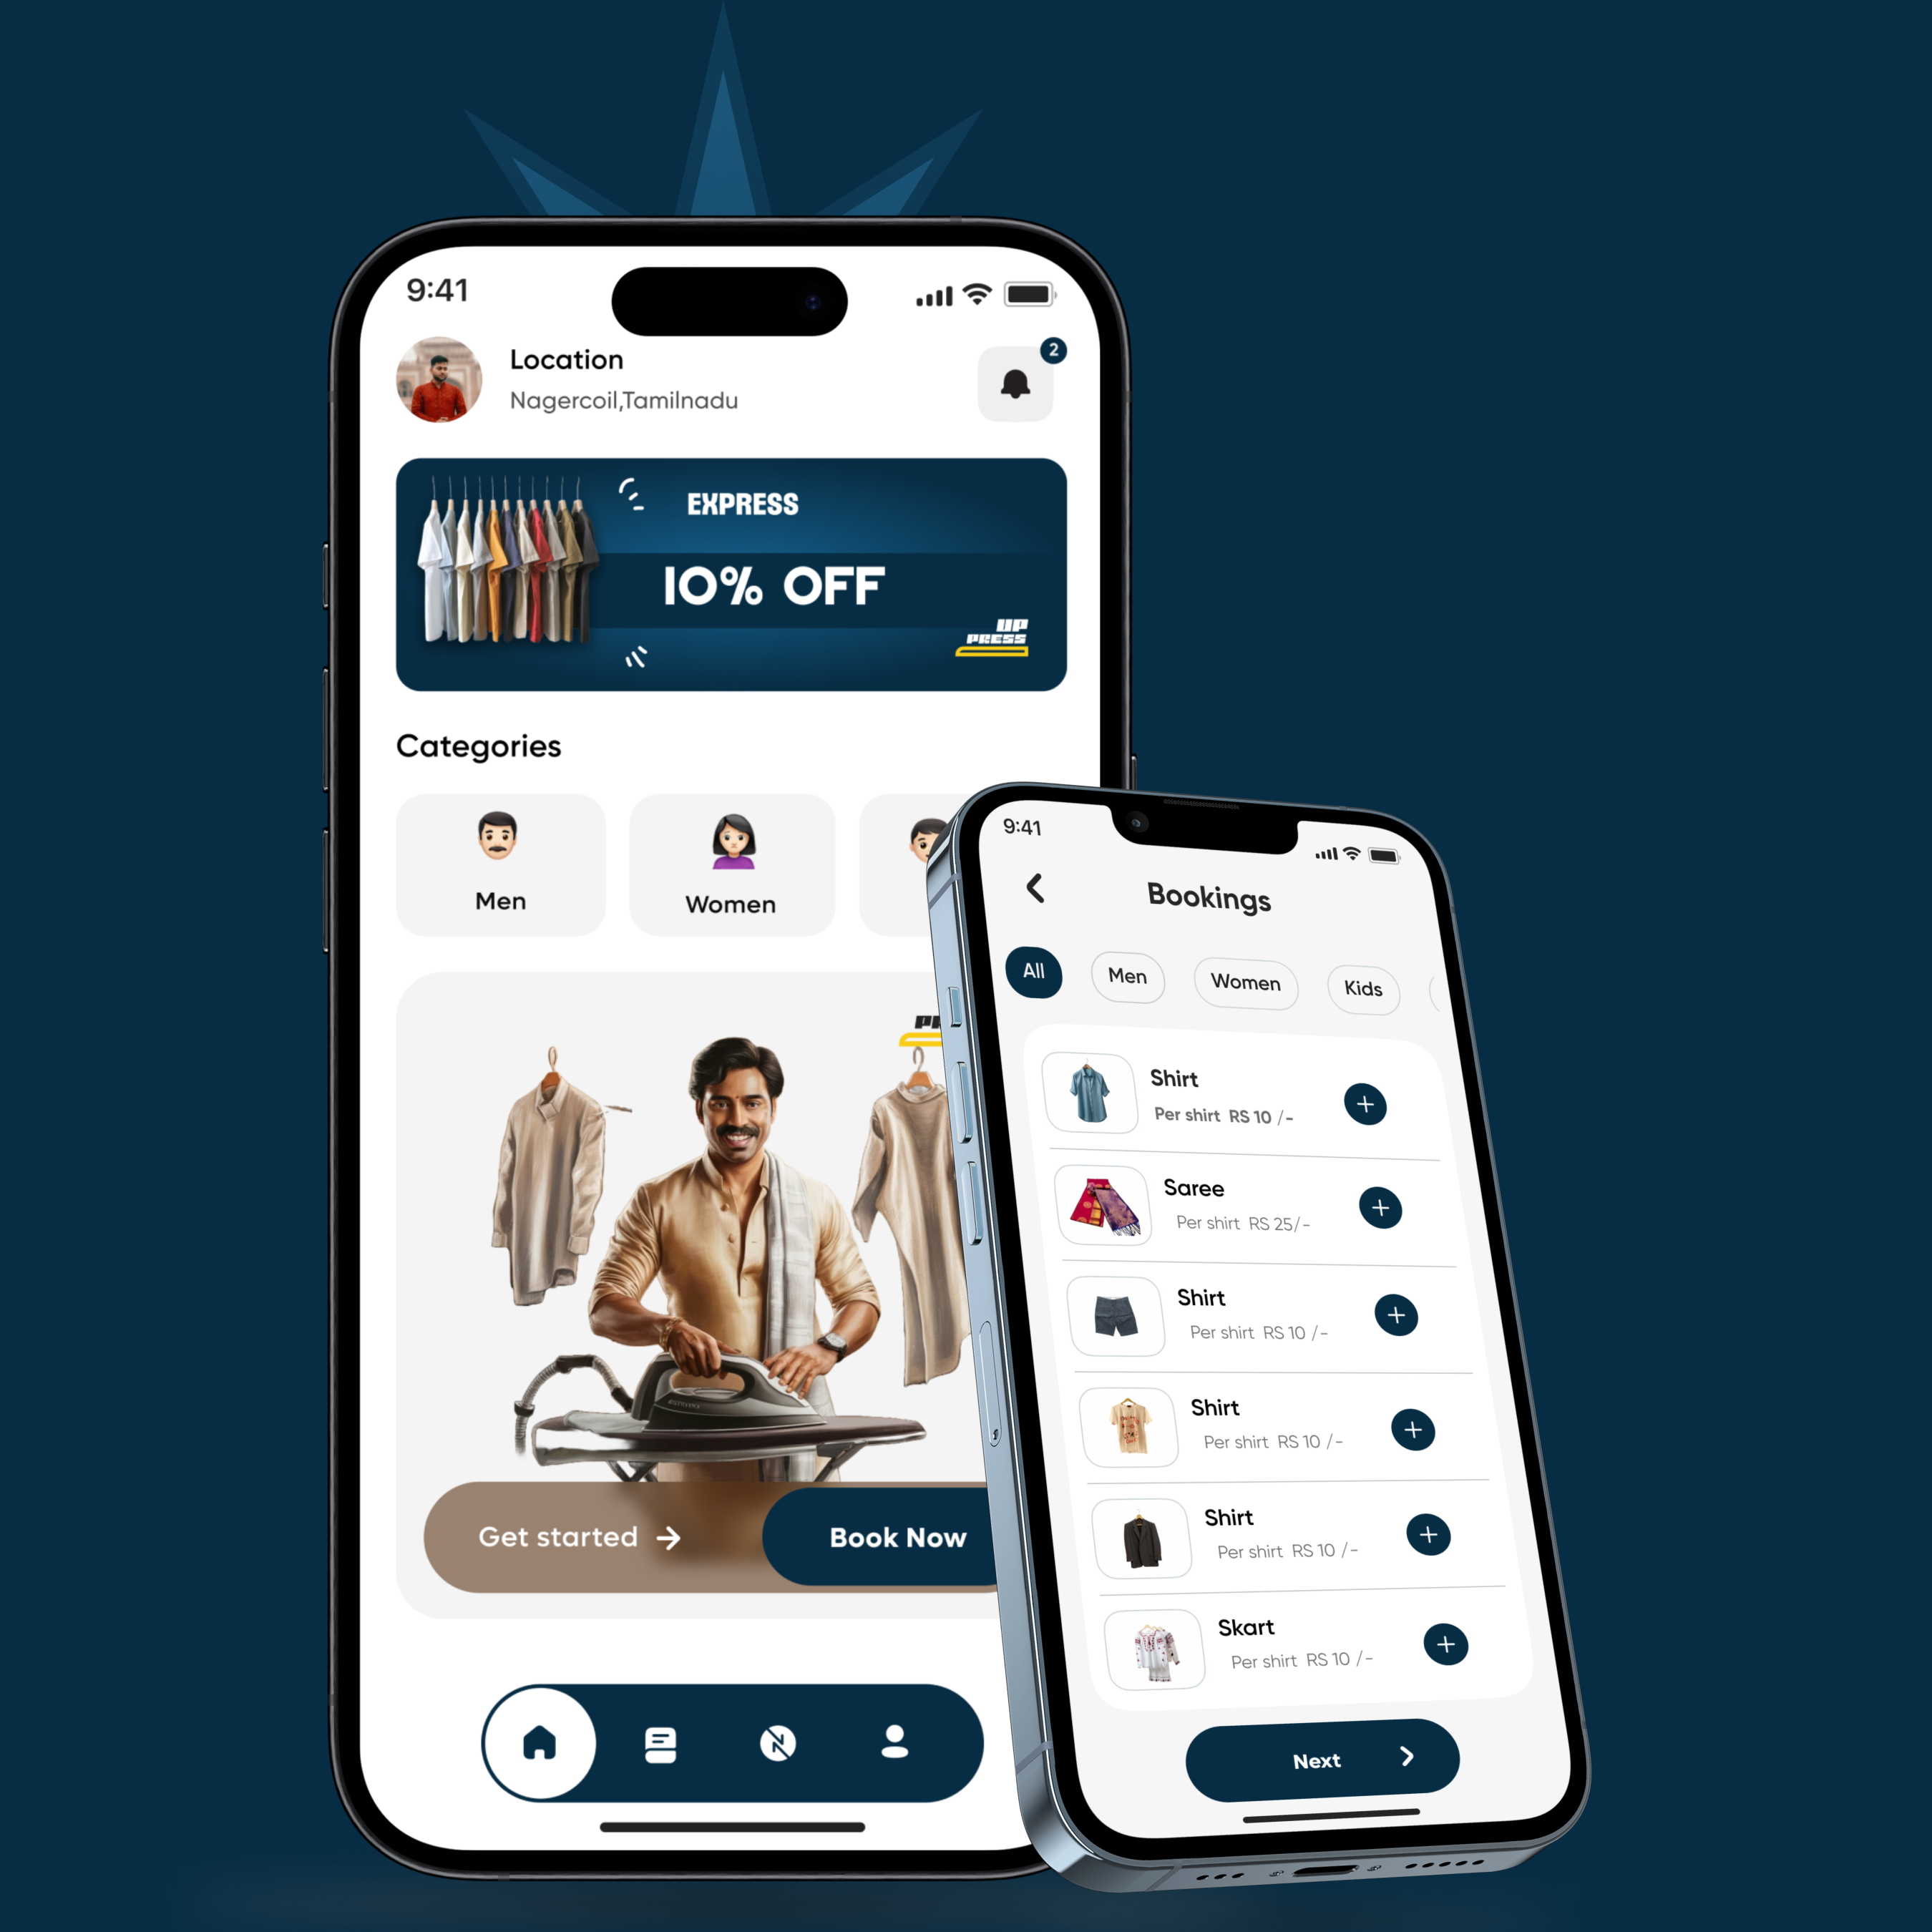 9:41
Location
Nagercoil,Tamilnadu
2
EXPRESS
10% OFF
UP
PRESS
Categories
Men
Women
Get started
Book Now
9:41
Bookings
All
Men
Women
Kids
Shirt
Per shirt RS 10 /-
Saree
Per shirt RS 25/-
Shirt
Per shirt RS 10 /-
Shirt
Per shirt RS 10 /-
Shirt
Per shirt RS 10 /-
Skart
Per shirt RS 10 /-
Next